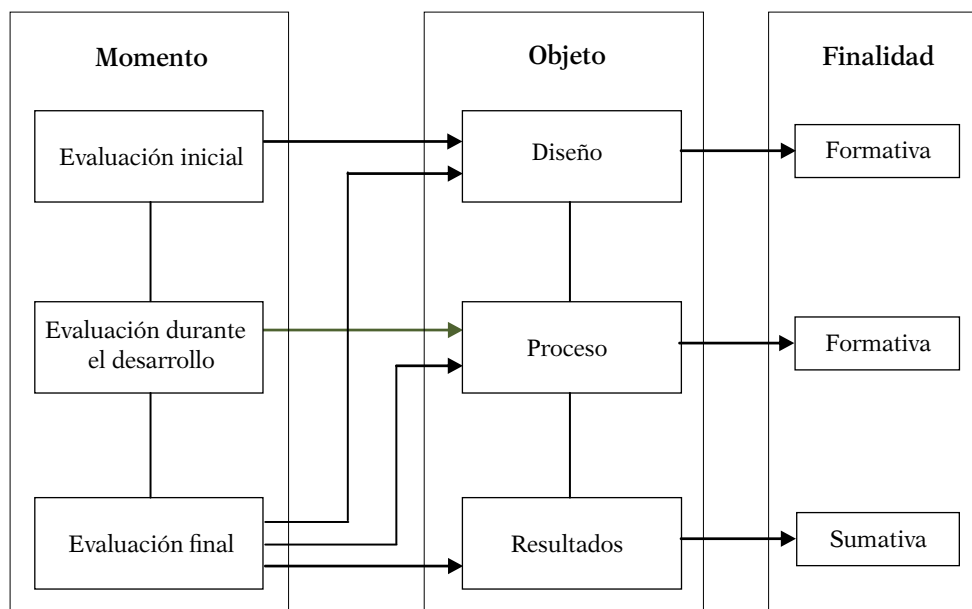 Momento
Objeto
Finalidad
Evaluación inicial
Diseño
Formativa
Evaluación durante
el desarrollo
Proceso
Formativa
Evaluación final
Resultados
Sumativa